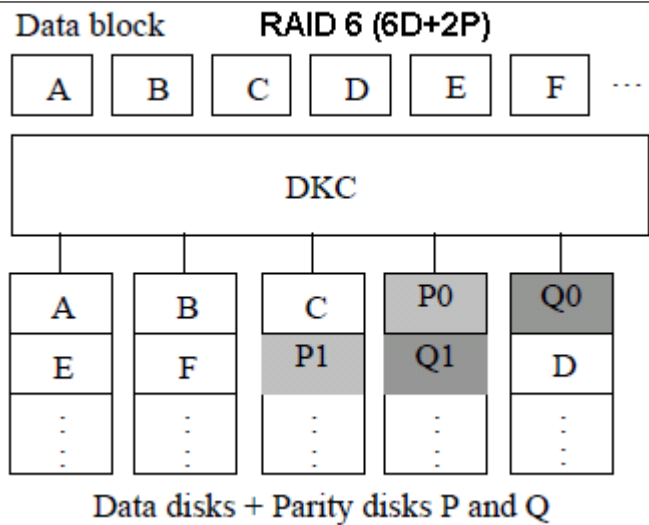 Data block RAID 6 (6D+2P)
A B C D E F ...
DKC
A B C P0 Q0
E F P1 Q1 D
Data disks + Parity disks P and Q